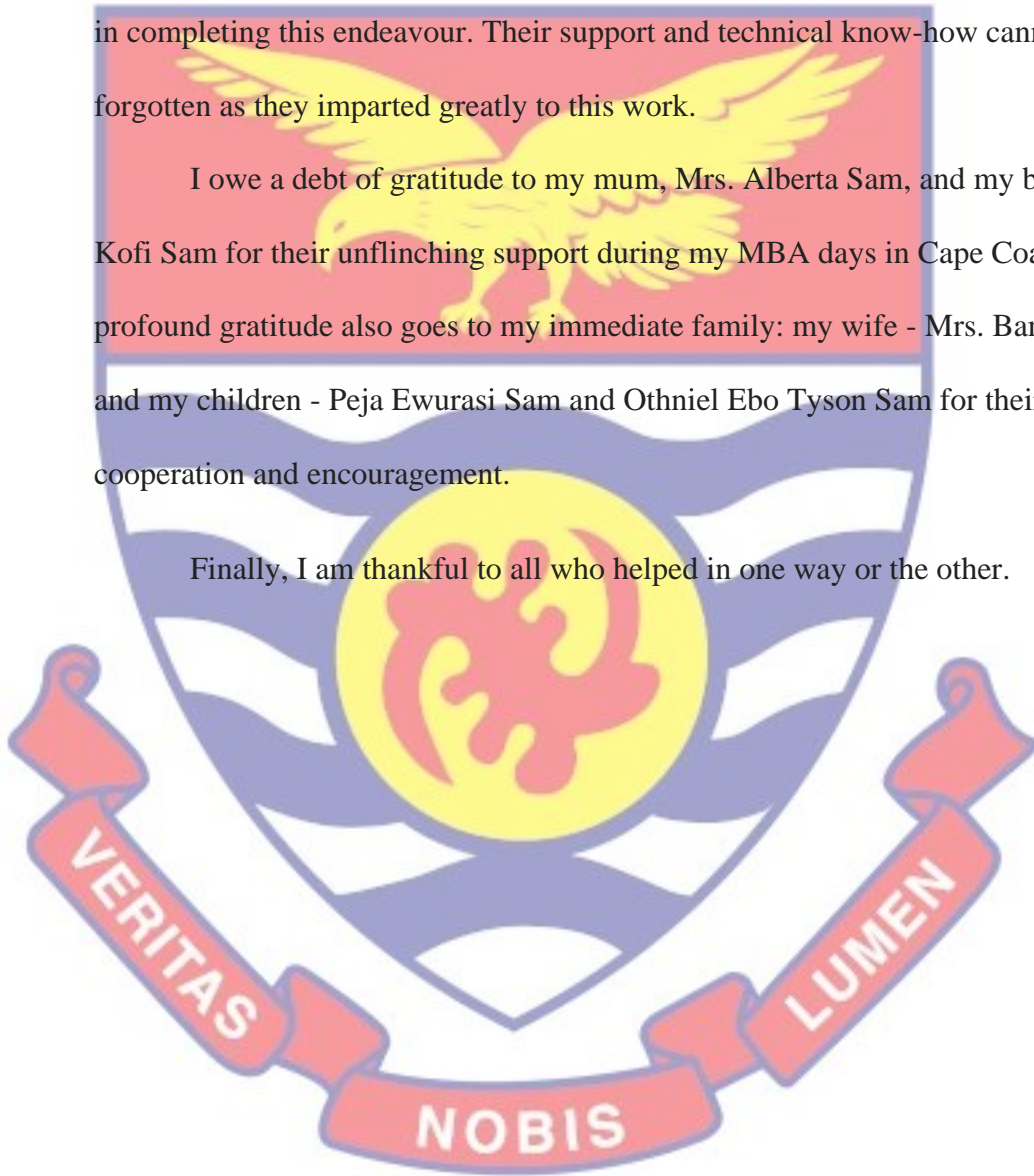 in completing this endeavour. Their support and technical know-how
forgotten as they imparted greatly to this work.
I owe a debt of gratitude to my mum, Mrs. Alberta Sam, and my
Kofi Sam for their unflinching support during my MBA days in Cape
profound gratitude also goes to my immediate family: my wife - Mrs.
and my children - Peja Ewurasi Sam and Othniel Ebo Tyson Sam for their
cooperation and encouragement.
Finally, I am thankful to all who helped in one way or the other.
VERITAS
NOBIS
LUMEN